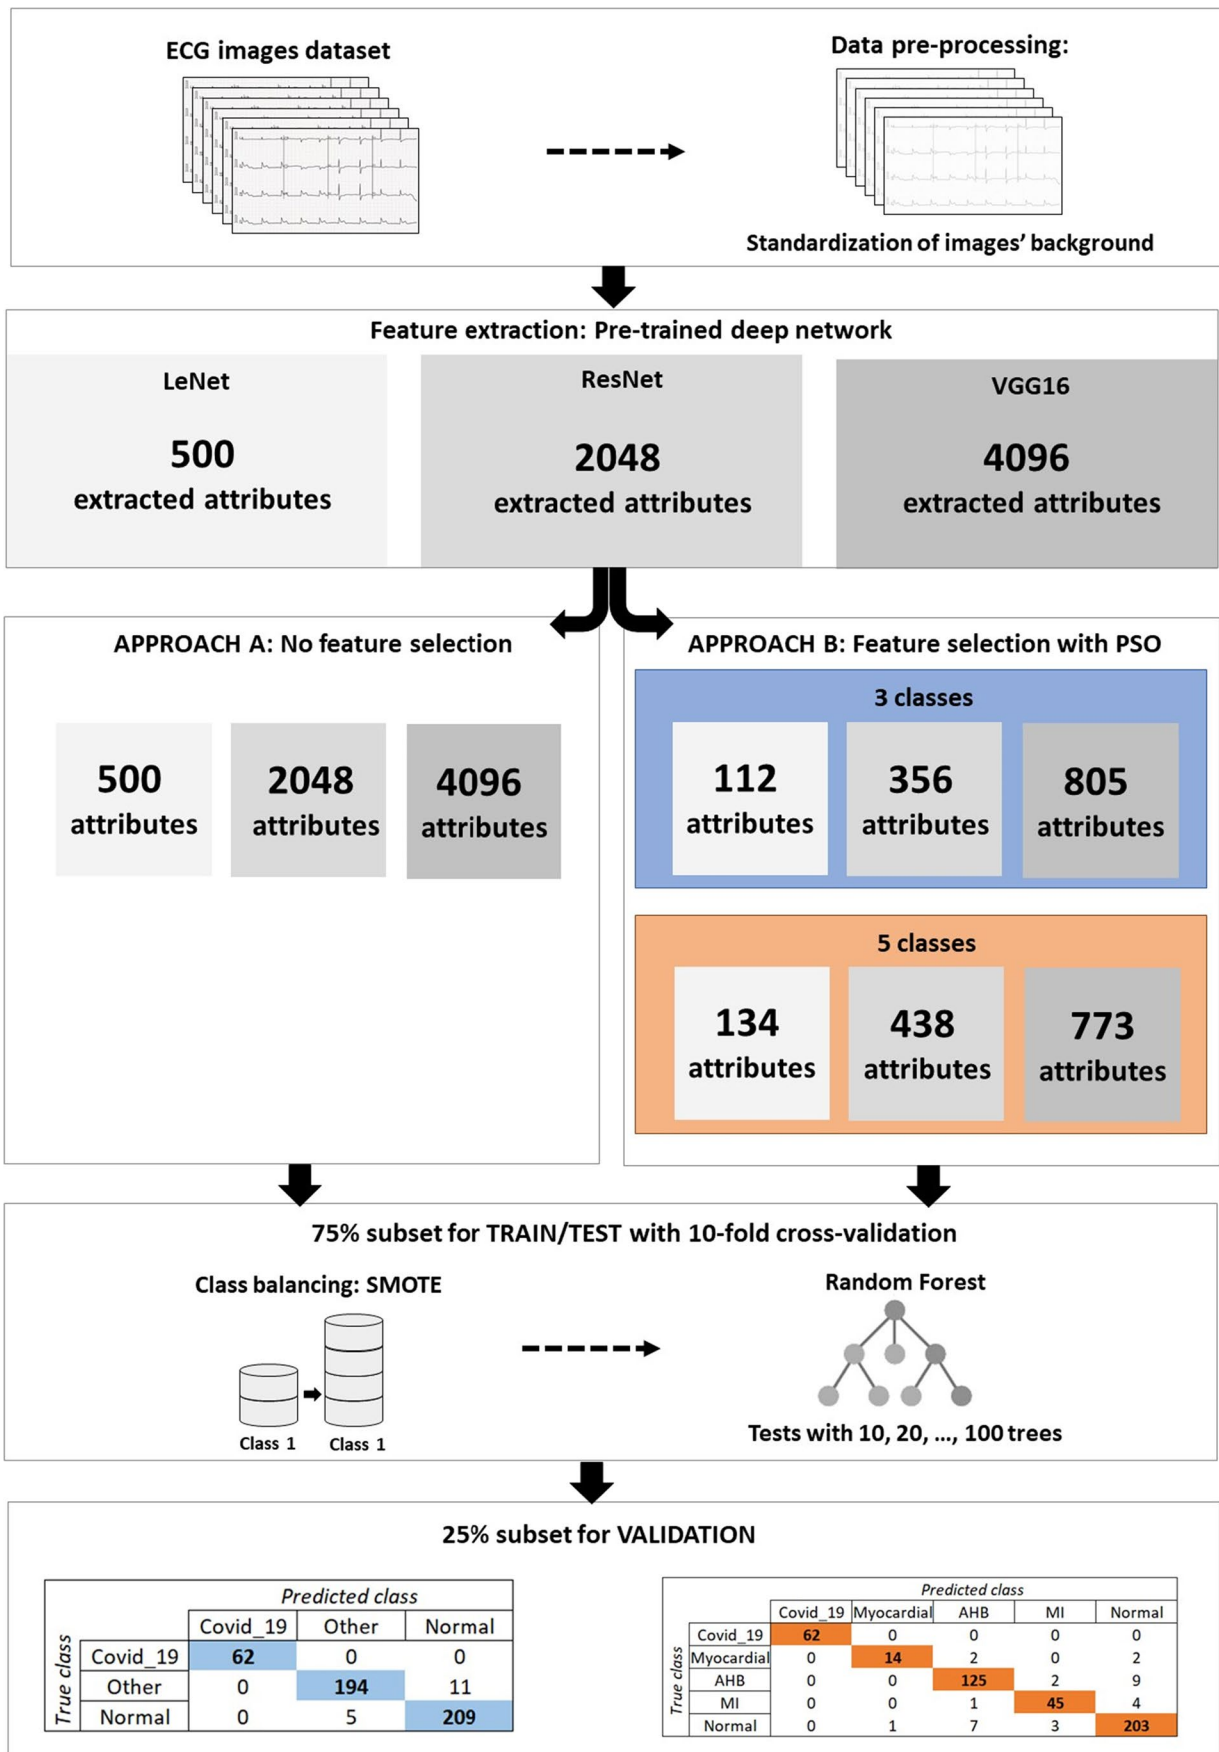 ECG images dataset
Data pre-processing:
Standardization of images' background
Feature extraction: Pre-trained deep network
LeNet
500
extracted attributes
ResNet
2048
extracted attributes
VGG16
4096
extracted attributes
APPROACH A: No feature selection
500
attributes
2048
attributes
4096
attributes
APPROACH B: Feature selection with PSO
3 classes
112
attributes
356
attributes
805
attributes
5 classes
134
attributes
438
attributes
773
attributes
75% subset for TRAIN/TEST with 10-fold cross-validation
Class balancing: SMOTE
Class 1
Class 1
Random Forest
Tests with 10, 20, ..., 100 trees
25% subset for VALIDATION
Predicted class
Covid_19 Other Normal
True class
Covid_19 62 0 0
Other 0 194 11
Normal 0 5 209
Predicted class
Covid_19 Myocardial AHB MI Normal
True class
Covid_19 62 0 0 0 0
Myocardial 0 14 2 0 2
AHB 0 0 125 2 9
MI 0 0 1 45 4
Normal 0 1 7 3 203